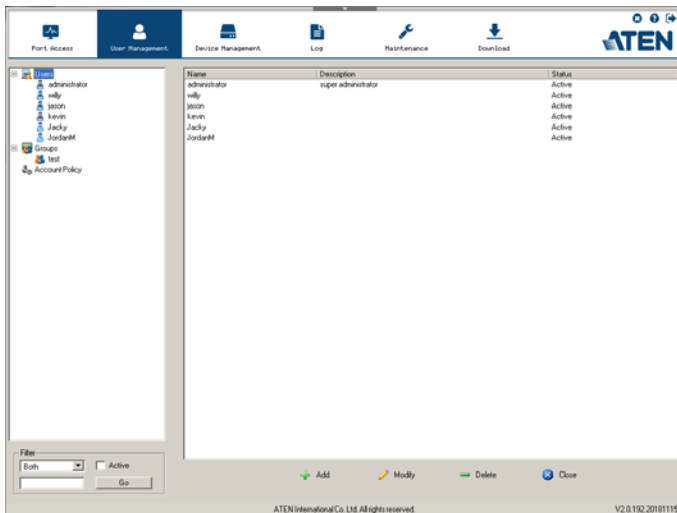 Port Access
User Management
Device Management
Log
Maintenance
Download
ATEN
Users
administrator
willy
jason
kevin
Jacky
JordanM
Groups
test
Account Policy
Name Description Status
administrator super administrator Active
willy Active
jason Active
kevin Active
Jacky Active
JordanM Active
Filter
Both
Active
Go
Add
Modify
Delete
Close
ATEN International Co. Ltd. All rights reserved.
V2.0.192.20181115